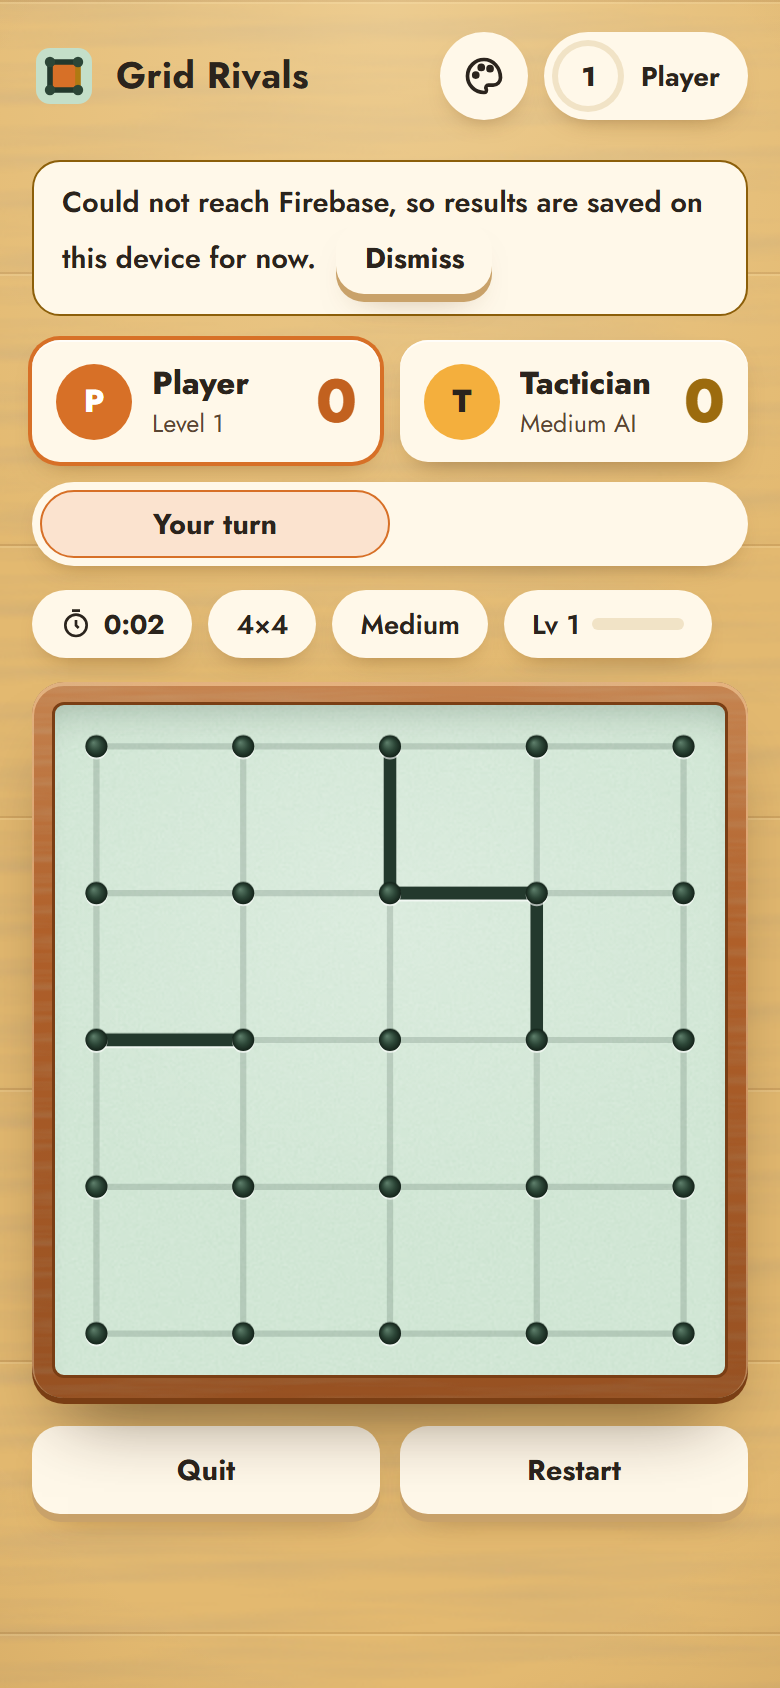 Grid Rivals
1 Player
Could not reach Firebase, so results are saved on
this device for now. Dismiss
P Player 0
Level 1
T Tactician 0
Medium AI
Your turn
0:02 4×4 Medium Lv 1
Quit Restart